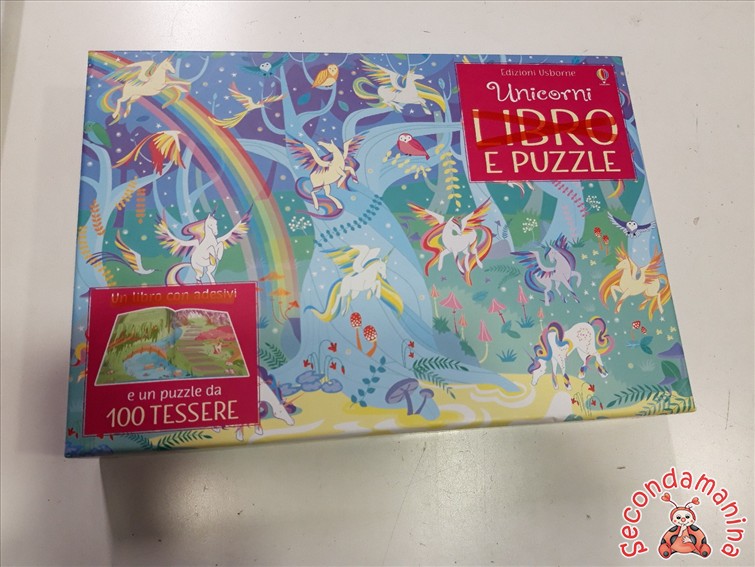 Edizioni Usborne
Unicorni
LIBRO
E PUZZLE
Un libro con adesivi
e un puzzle da
100 TESSERE
Secondamanina